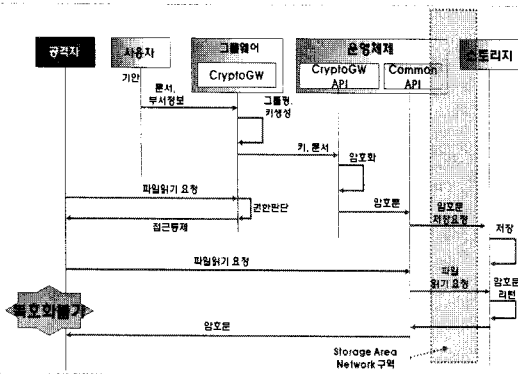 공격자
사용자
그룹웨어
CryptoGW
운영체제
CryptoGW
API
Common
API
스토리지
기안
문서,
부서정보
그룹핑,
키생성
키, 문서
암호화
파일읽기 요청
권한판단
암호문
암호문
저장요청
접근통제
저장
파일읽기 요청
파일
읽기 요청
암호문
리턴
복호화불가
암호문
Storage Area
Network 구역